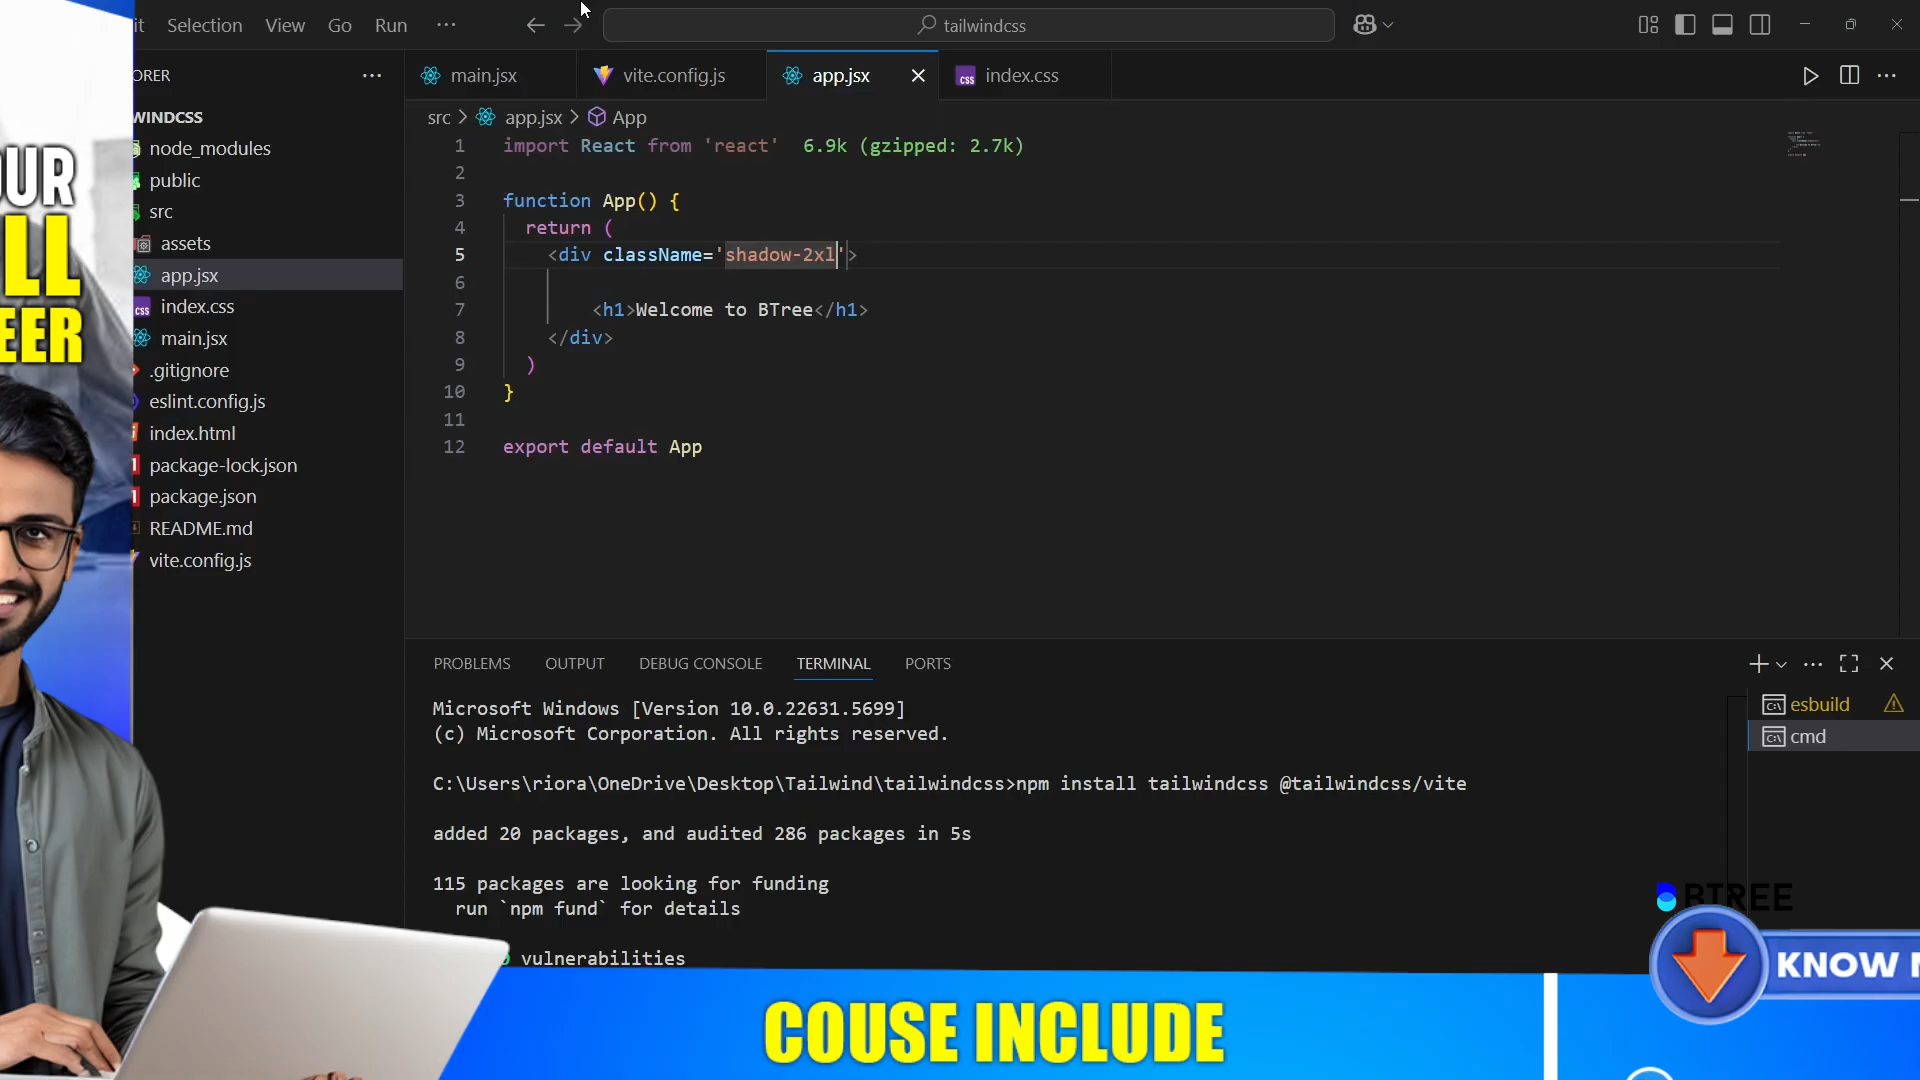 it Selection View Go Run ···
tailwindcss
ORER ···
main.jsx
vite.config.js
app.jsx
index.css
WINDCSS
node_modules
public
src
assets
app.jsx
index.css
main.jsx
.gitignore
eslint.config.js
index.html
package-lock.json
package.json
README.md
vite.config.js
src > app.jsx > App
1 import React from 'react' 6.9k (gzipped: 2.7k)
2
3 function App() {
4 return (
5 <div className='shadow-2xl'>
6
7 <h1>Welcome to BTree</h1>
8 </div>
9 )
10 }
11
12 export default App
PROBLEMS OUTPUT DEBUG CONSOLE TERMINAL PORTS
Microsoft Windows [Version 10.0.22631.5699]
(c) Microsoft Corporation. All rights reserved.
C:\Users\riora\OneDrive\Desktop\Tailwind\tailwindcss>npm install tailwindcss @tailwindcss/vite
added 20 packages, and audited 286 packages in 5s
115 packages are looking for funding
run `npm fund` for details
vulnerabilities
esbuild
cmd
OUR
LL
EER
BTREE
KNOW
COUSE INCLUDE